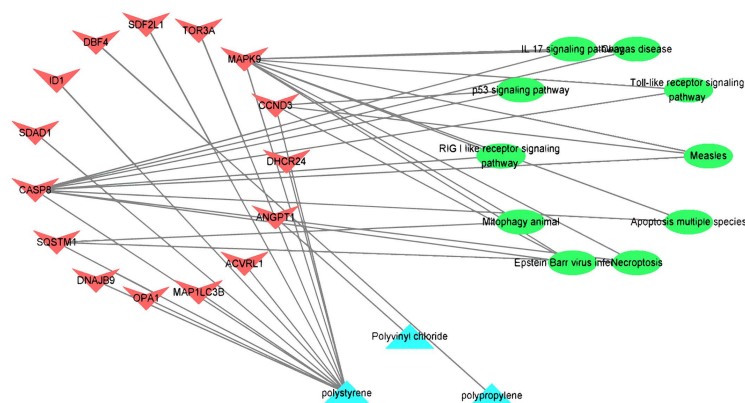 SDF2L1
TOR3A
DBF4
MAPK9
IL 17 signaling pathway
Chagas disease
ID1
p53 signaling pathway
Toll-like receptor signaling
pathway
CCND3
SDAD1
DHCR24
RIG I like receptor signaling
pathway
Measles
CASP8
ANGPT1
Mitophagy animal
Apoptosis multiple species
SQSTM1
ACVRL1
Epstein Barr virus infe
Necroptosis
DNAJB9
OPA1
MAP1LC3B
Polyvinyl chloride
polystyrene
polypropylene